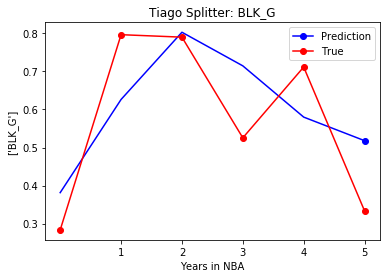 Tiago Splitter: BLK_G
Prediction
True
0.8
0.7
0.6
0.5
0.4
0.3
['BLK_G']
1 2 3 4 5
Years in NBA